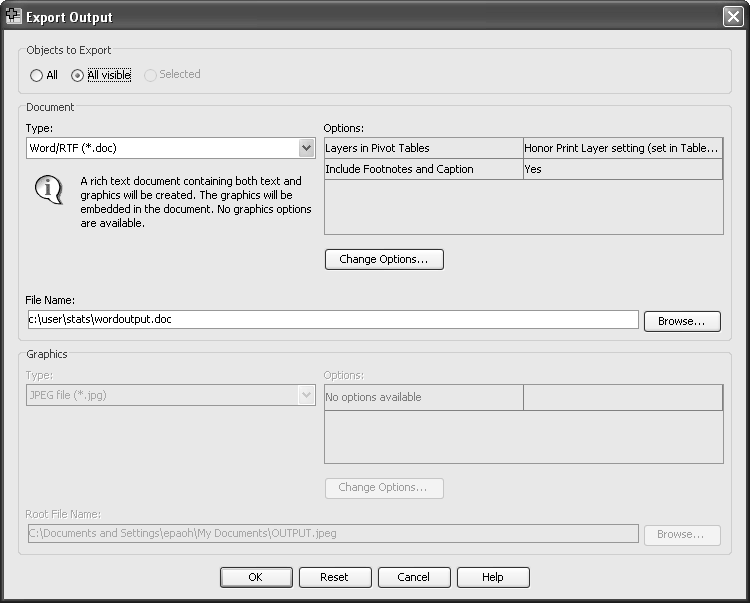 Export Output
Objects to Export
All All visible Selected
Document
Type:
Word/RTF (*.doc)
A rich text document containing both text and
graphics will be created. The graphics will be
embedded in the document. No graphics options
are available.
Options:
Layers in Pivot Tables Honor Print Layer setting (set in Table...
Include Footnotes and Caption Yes
Change Options...
File Name:
c:\user\stats\wordoutput.doc Browse...
Graphics
Type:
JPEG file (*.jpg)
Options:
No options available
Change Options...
Root File Name:
C:\Documents and Settings\epaoh\My Documents\OUTPUT.jpeg Browse...
OK Reset Cancel Help